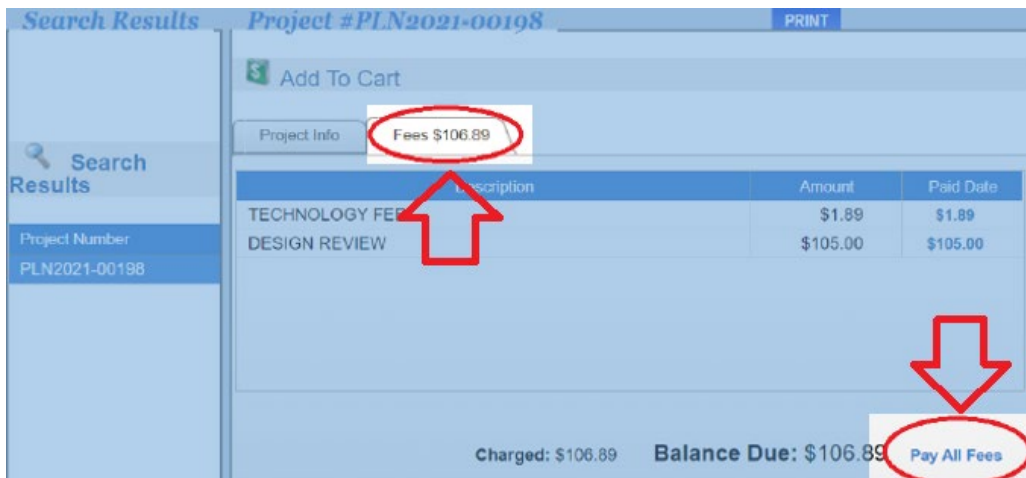 Search Results
Project #PLN2021-00198
PRINT
Add To Cart
Project Info
Fees $106.89
Search
Results
Description Amount Paid Date
TECHNOLOGY FEE $1.89 $1.89
DESIGN REVIEW $105.00 $105.00
Project Number
PLN2021-00198
Charged: $106.89 Balance Due: $106.89 Pay All Fees